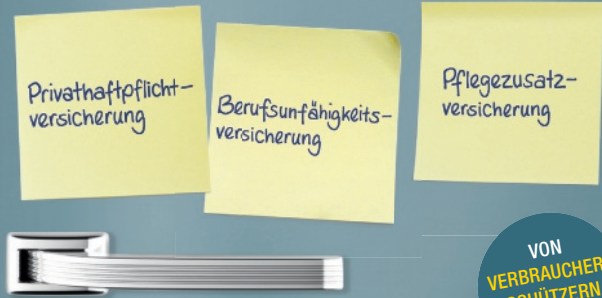 Privathaftpflicht-
versicherung
Berufsunfähigkeits-
versicherung
Pflegezusatz-
versicherung
VON
VERBRAUCHER